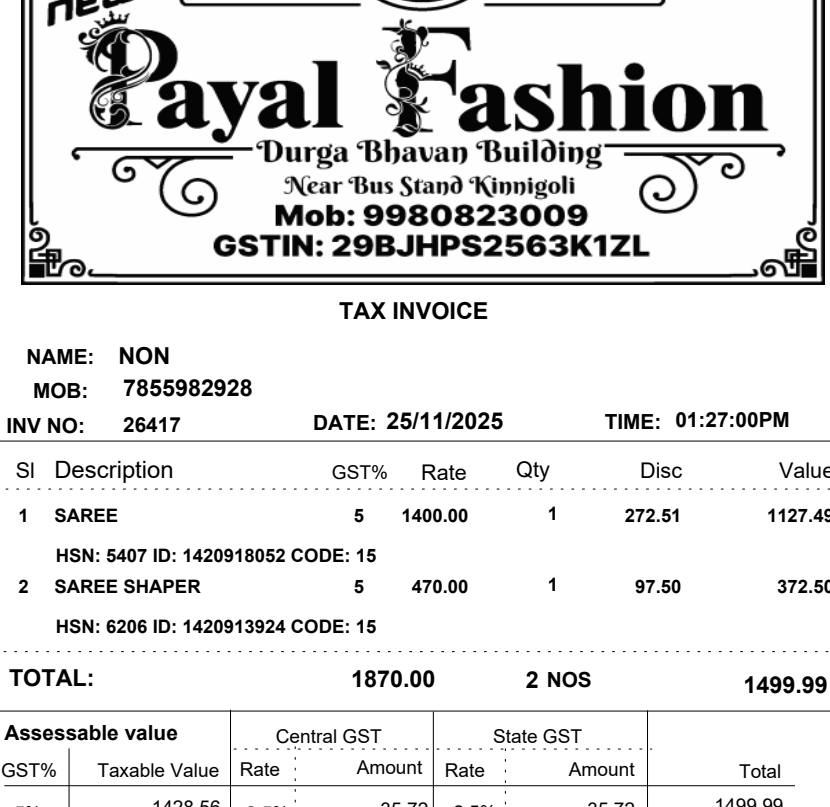 new
Payal Fashion
Durga Bhavan Building
Near Bus Stand Kinnigoli
Mob: 9980823009
GSTIN: 29BJHPS2563K1ZL
TAX INVOICE
NAME: NON
MOB: 7855982928
INV NO: 26417 DATE: 25/11/2025 TIME: 01:27:00PM
Sl Description GST% Rate Qty Disc Value
1 SAREE 5 1400.00 1 272.51 1127.49
HSN: 5407 ID: 1420918052 CODE: 15
2 SAREE SHAPER 5 470.00 1 97.50 372.50
HSN: 6206 ID: 1420913924 CODE: 15
TOTAL: 1870.00 2 NOS 1499.99
Assessable value Central GST State GST
GST% Taxable Value Rate Amount Rate Amount Total
1428.56 35.72 35.72 1499.99